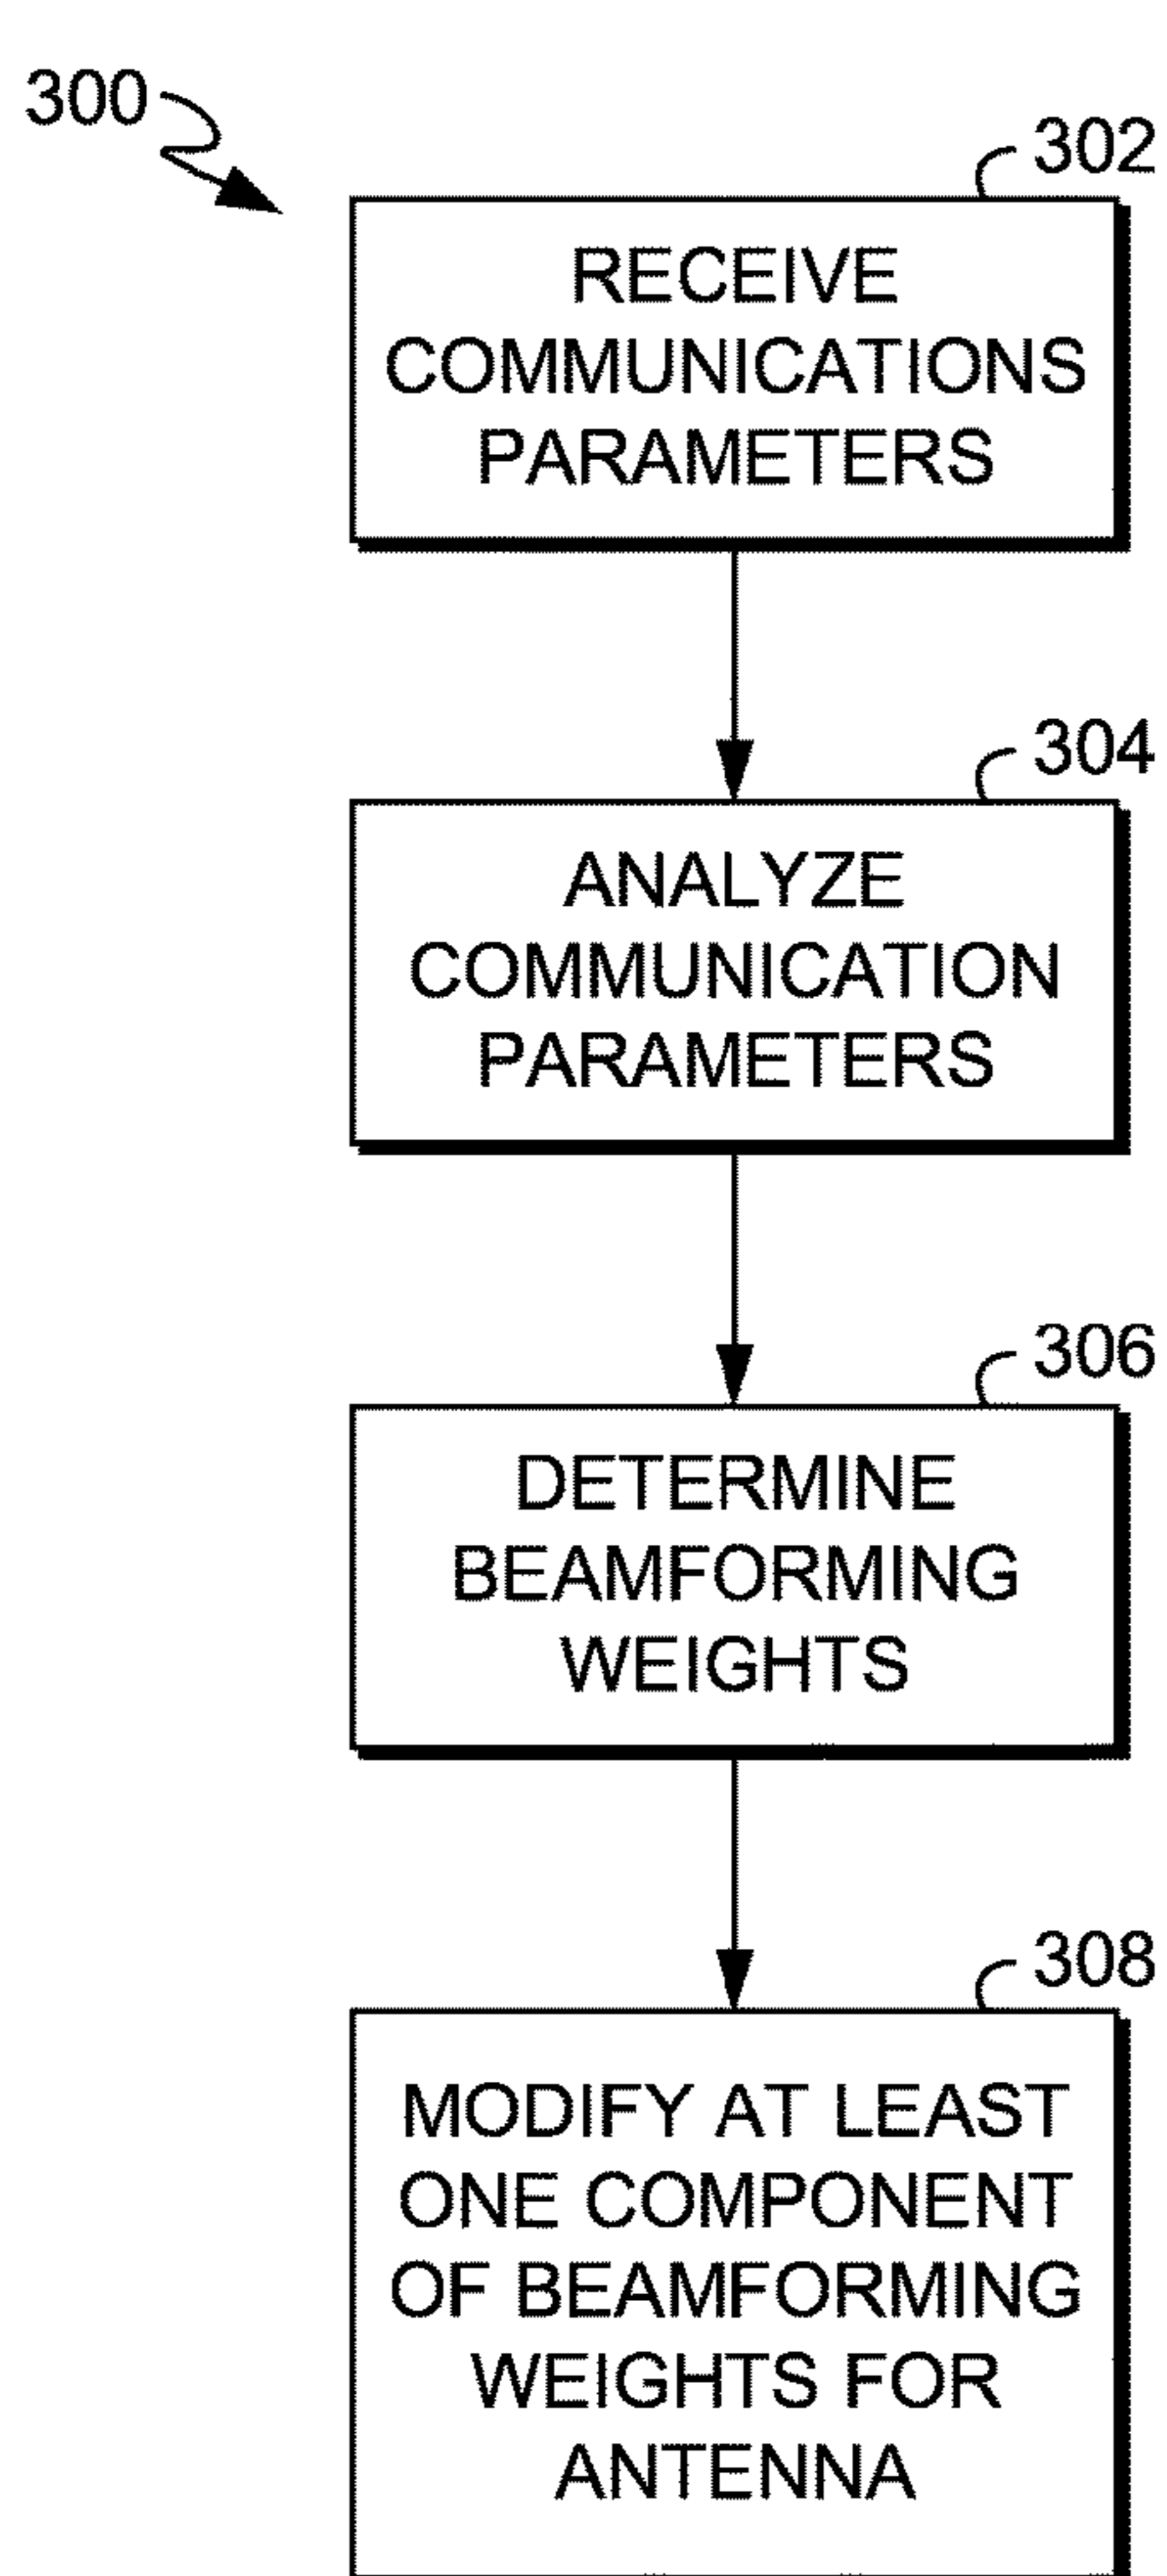 300
302
RECEIVE
COMMUNICATIONS
PARAMETERS
304
ANALYZE
COMMUNICATION
PARAMETERS
306
DETERMINE
BEAMFORMING
WEIGHTS
308
MODIFY AT LEAST
ONE COMPONENT
OF BEAMFORMING
WEIGHTS FOR
ANTENNA